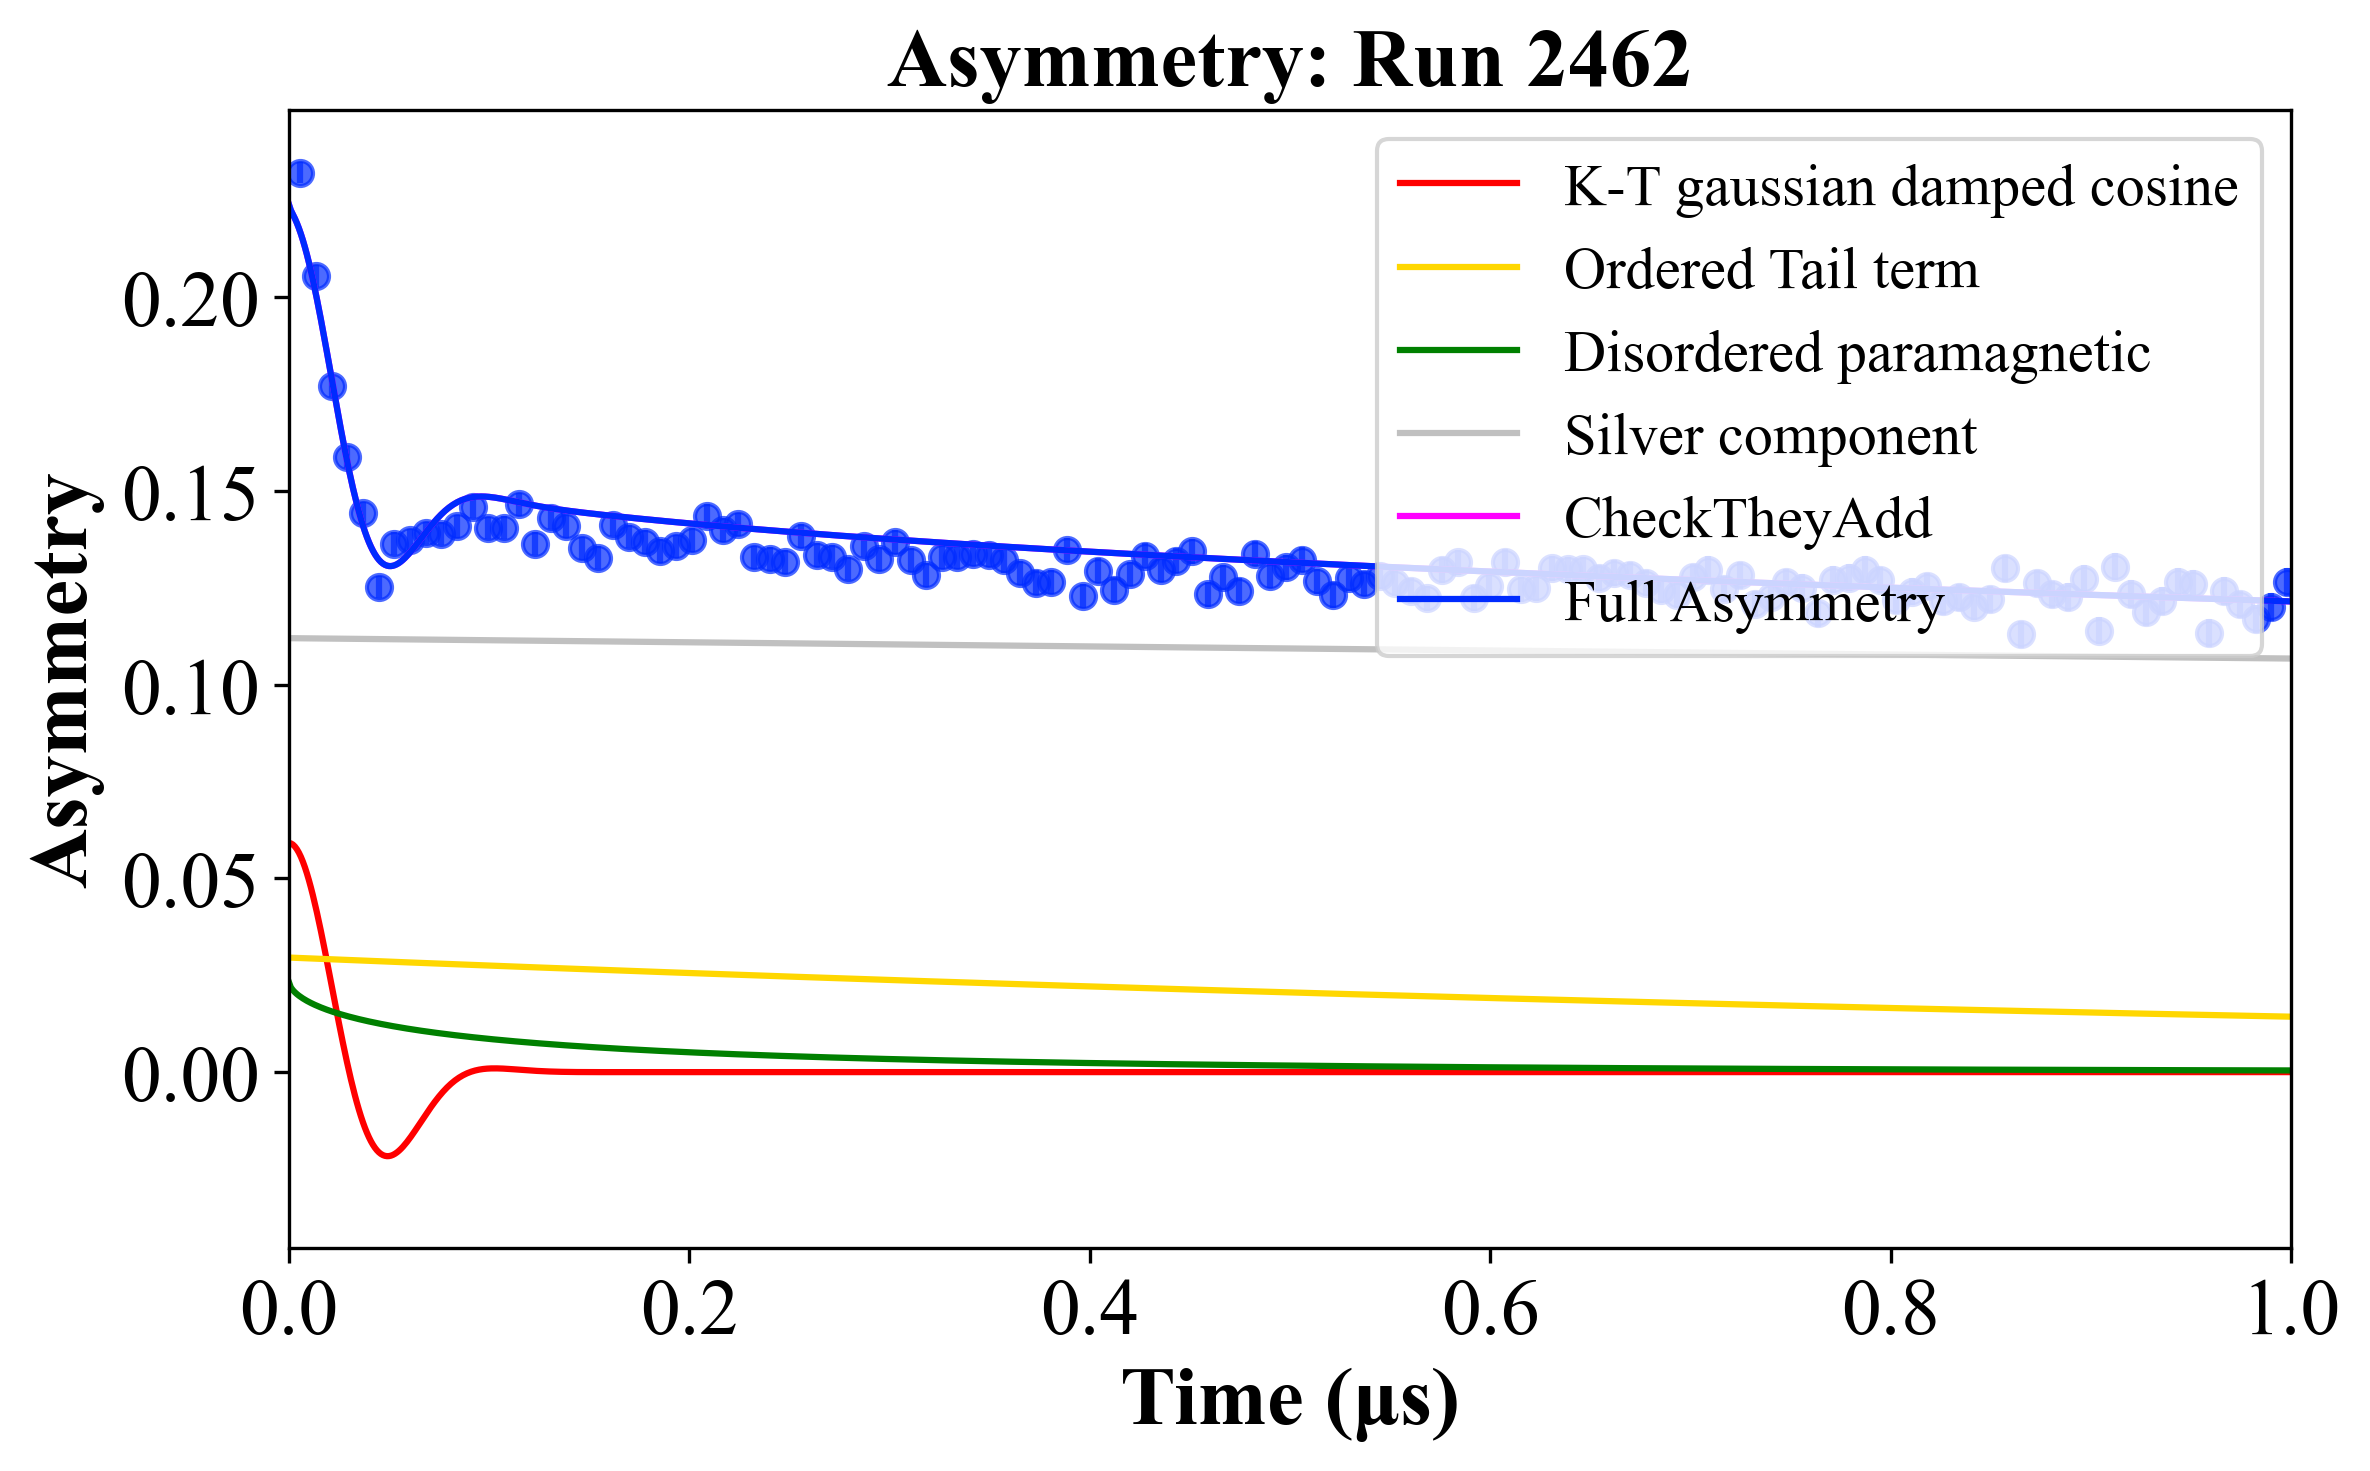 Asymmetry: Run 2462
Asymmetry
0.20
0.15
0.10
0.05
0.00
K-T gaussian damped cosine
Ordered Tail term
Disordered paramagnetic
Silver component
CheckTheyAdd
Full Asymmetry
0.0 0.2 0.4 0.6 0.8 1.0
Time (μs)